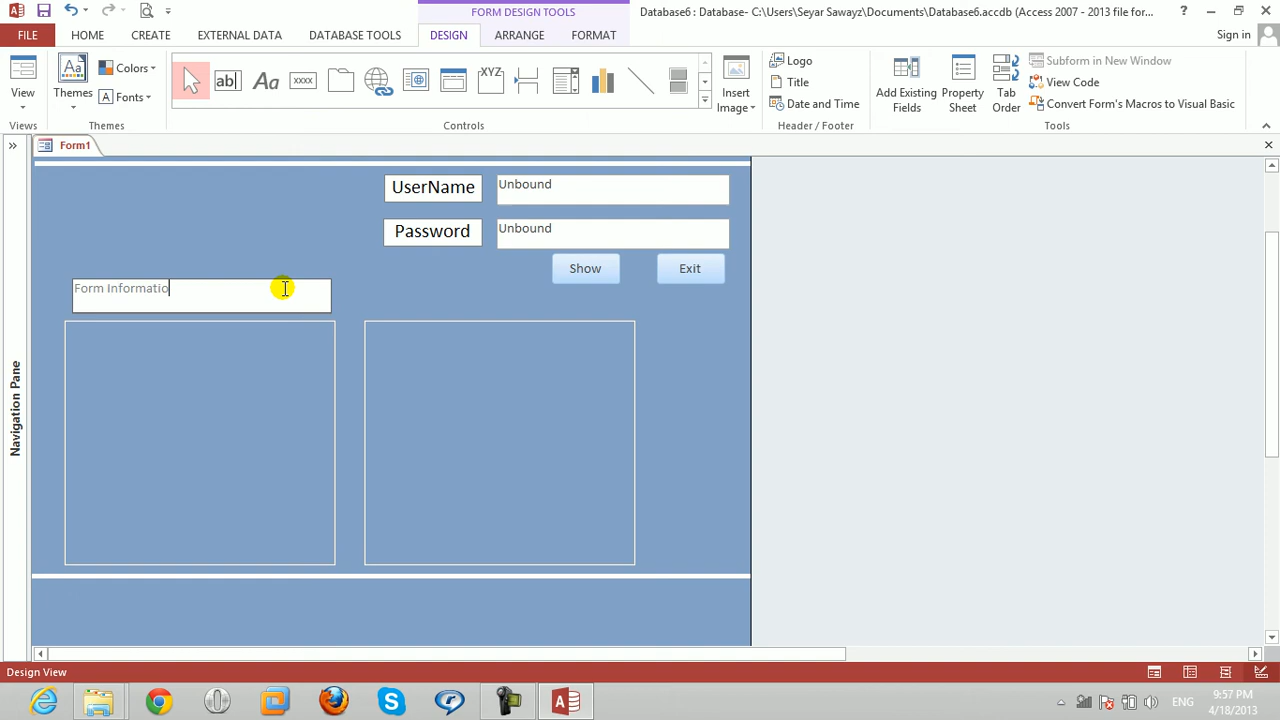 FORM DESIGN TOOLS
Database6 : Database- C:\Users\Seyar Sawayz\Documents\Database6.accdb (Access 2007 - 2013 file for...
FILE HOME CREATE EXTERNAL DATA DATABASE TOOLS DESIGN ARRANGE FORMAT Sign in
View
Views
Themes
Colors
Fonts
Themes
ab|
Aa
xxxx
XYZ
Controls
Insert
Image
Logo
Title
Date and Time
Header / Footer
Add Existing
Fields
Property
Sheet
Tab
Order
Subform in New Window
View Code
Convert Form's Macros to Visual Basic
Tools
Form1
Navigation Pane
UserName Unbound
Password Unbound
Show Exit
Form Informatio
Design View
ENG
9:57 PM
4/18/2013